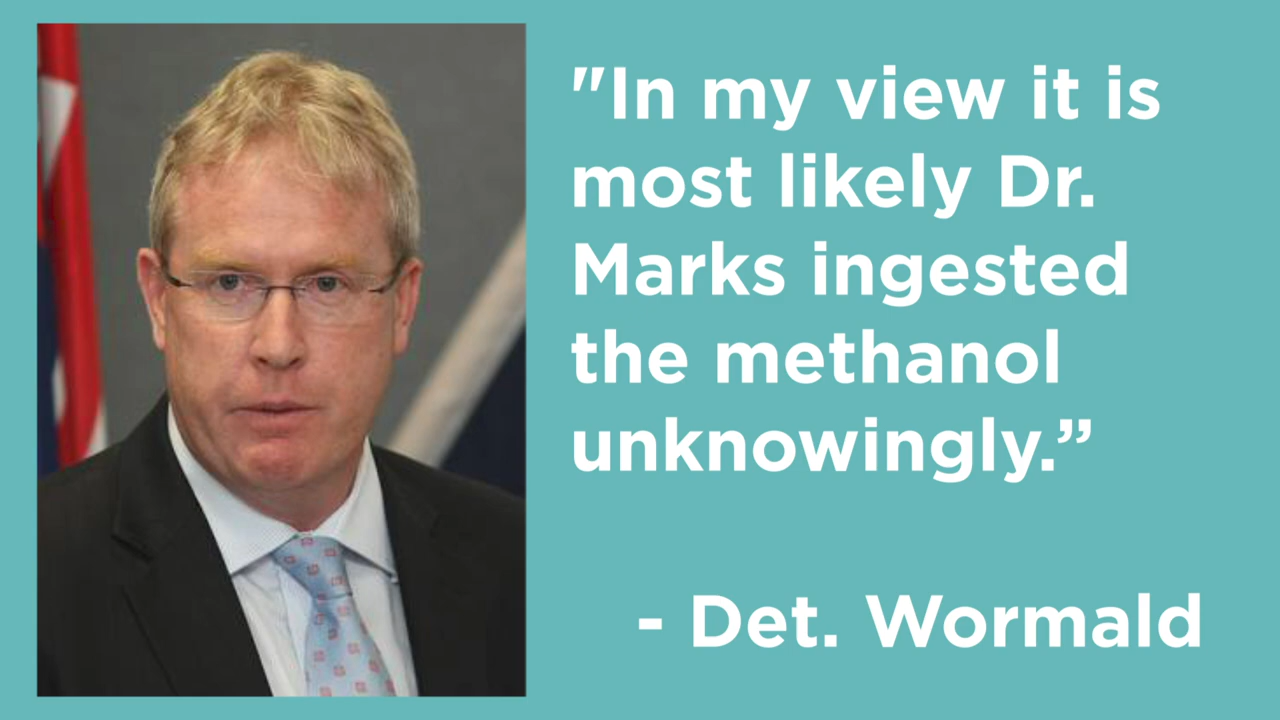 "In my view it is
most likely Dr.
Marks ingested
the methanol
unknowingly.”
- Det. Wormald